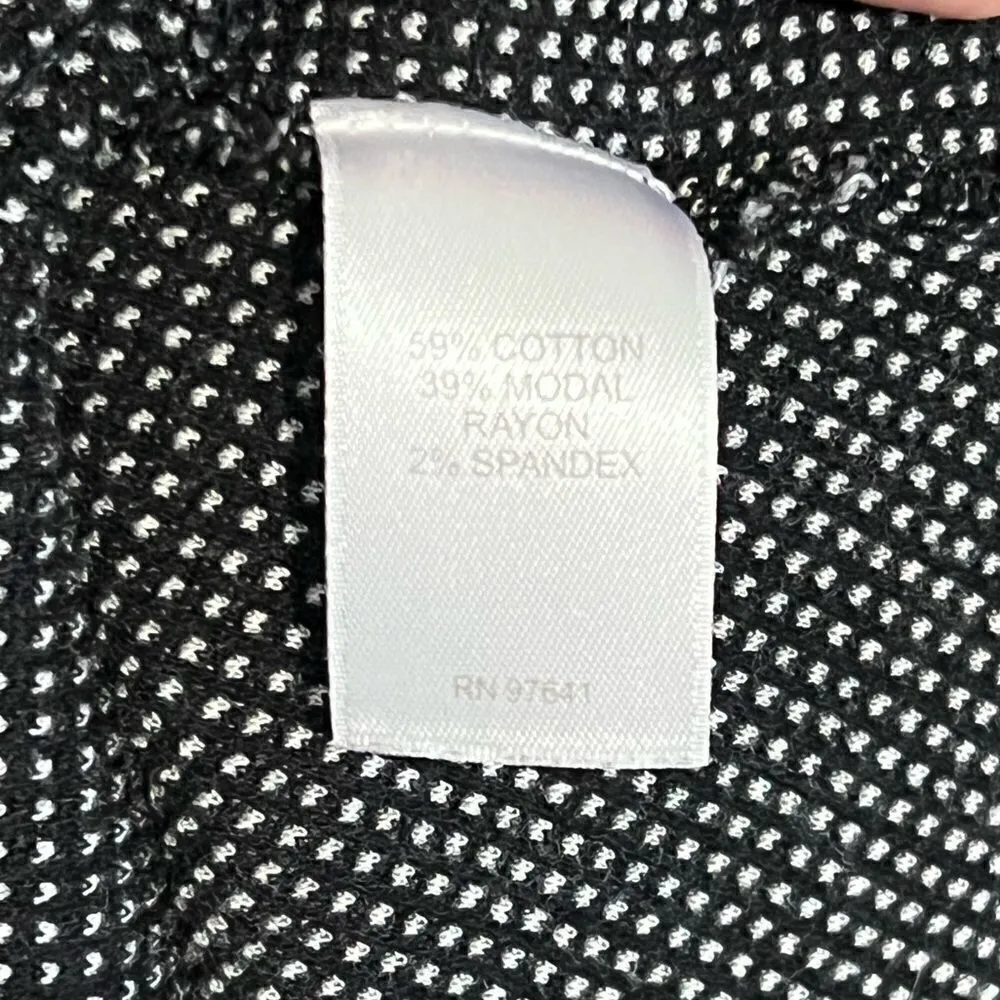 59% COTTON
39% MODAL
RAYON
2% SPANDEX
RN 97641